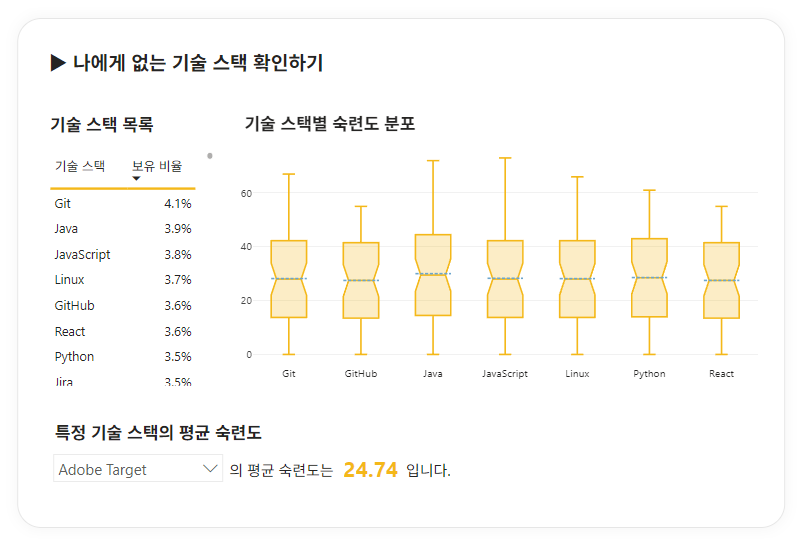 ▶ 나에게 없는 기술 스택 확인하기
기술 스택 목록
기술 스택 보유 비율
Git 4.1%
Java 3.9%
JavaScript 3.8%
Linux 3.7%
GitHub 3.6%
React 3.6%
Python 3.5%
Jira 3.5%
기술 스택별 숙련도 분포
60
40
20
0
Git GitHub Java JavaScript Linux Python React
특정 기술 스택의 평균 숙련도
Adobe Target 의 평균 숙련도는 24.74 입니다.